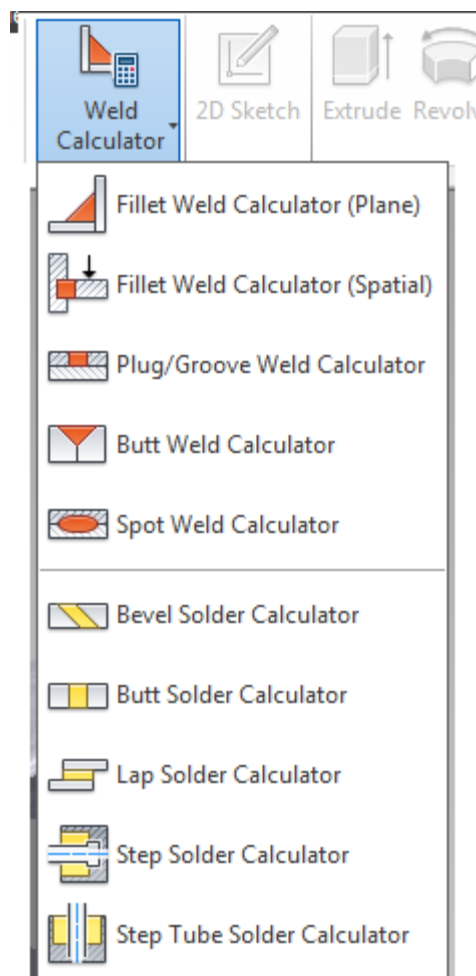 Weld
Calculator
2D Sketch
Extrude
Fillet Weld Calculator (Plane)
Fillet Weld Calculator (Spatial)
Plug/Groove Weld Calculator
Butt Weld Calculator
Spot Weld Calculator
Bevel Solder Calculator
Butt Solder Calculator
Lap Solder Calculator
Step Solder Calculator
Step Tube Solder Calculator